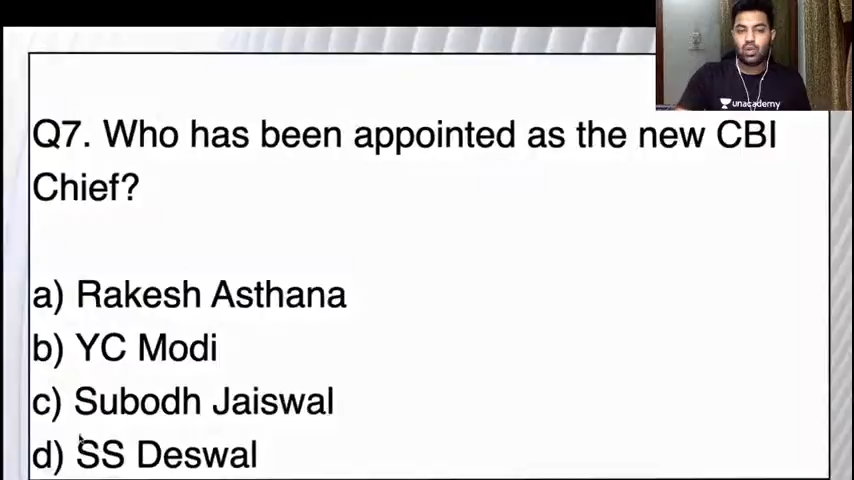 unacademy
Q7. Who has been appointed as the new CBI
Chief?
a) Rakesh Asthana
b) YC Modi
c) Subodh Jaiswal
d) SS Deswal